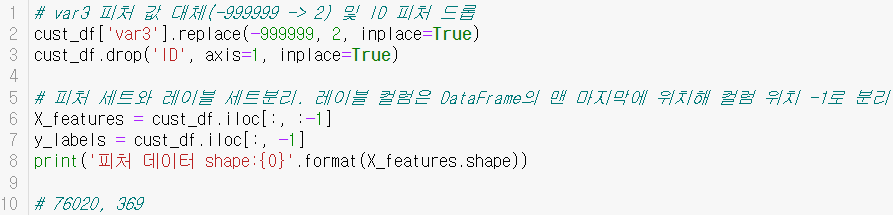 1 # var3 피처 값 대체(-999999 -> 2) 및 ID 피처 드롭
2 cust_df['var3'].replace(-999999, 2, inplace=True)
3 cust_df.drop('ID', axis=1, inplace=True)
4
5 # 피처 세트와 레이블 세트분리. 레이블 컬럼은 DataFrame의 맨 마지막에 위치해 컬럼 위치 -1로 분리
6 X_features = cust_df.iloc[:, :-1]
7 y_labels = cust_df.iloc[:, -1]
8 print('피처 데이터 shape:{0}'.format(X_features.shape))
9
10 # 76020, 369